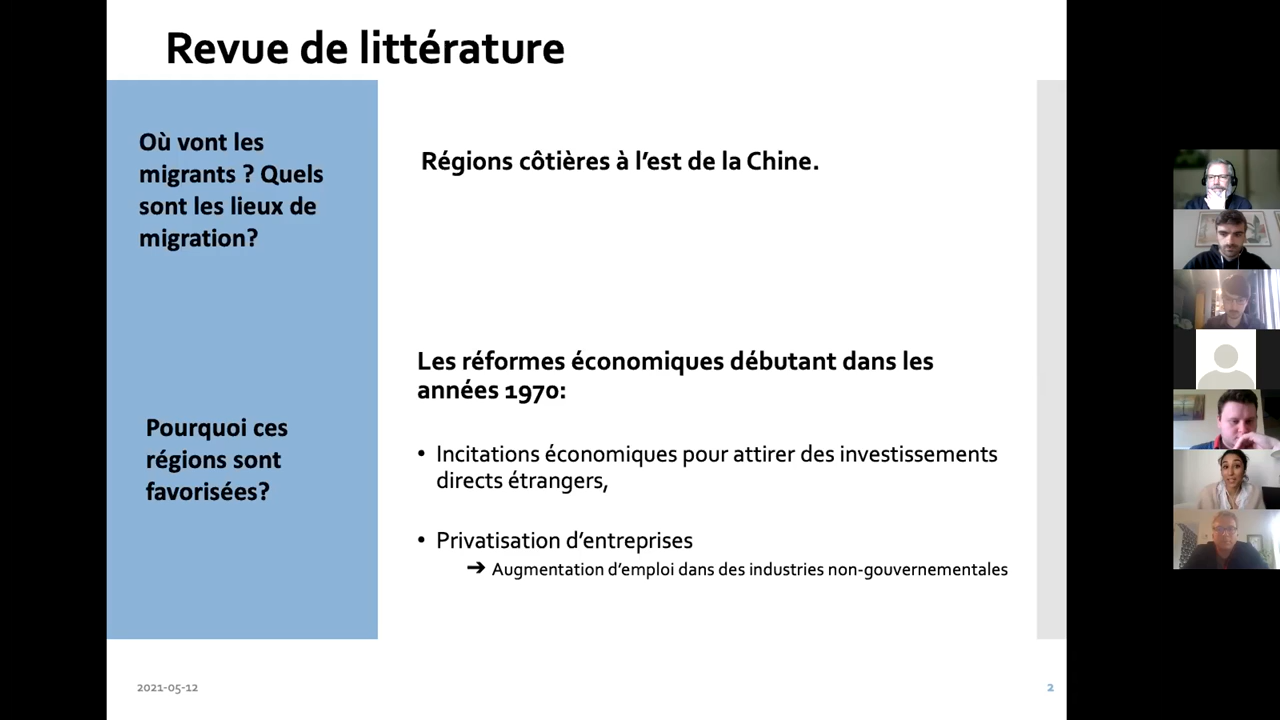 Revue de littérature
Où vont les
migrants ? Quels
sont les lieux de
migration?
Régions côtières à l’est de la Chine.
Pourquoi ces
régions sont
favorisées?
Les réformes économiques débutant dans les
années 1970:
• Incitations économiques pour attirer des investissements
directs étrangers,
• Privatisation d’entreprises
➔ Augmentation d’emploi dans des industries non-gouvernementales
2021-05-12
2